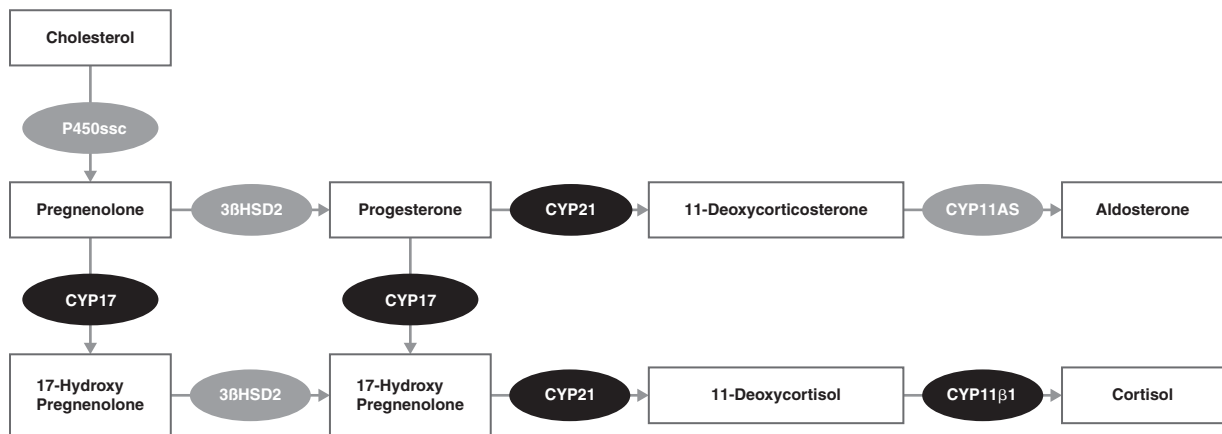 Cholesterol
P450ssc
Pregnenolone
3ßHSD2
Progesterone
CYP21
11-Deoxycorticosterone
CYP11AS
Aldosterone
CYP17
CYP17
17-Hydroxy
Pregnenolone
3ßHSD2
17-Hydroxy
Pregnenolone
CYP21
11-Deoxycortisol
CYP11β1
Cortisol